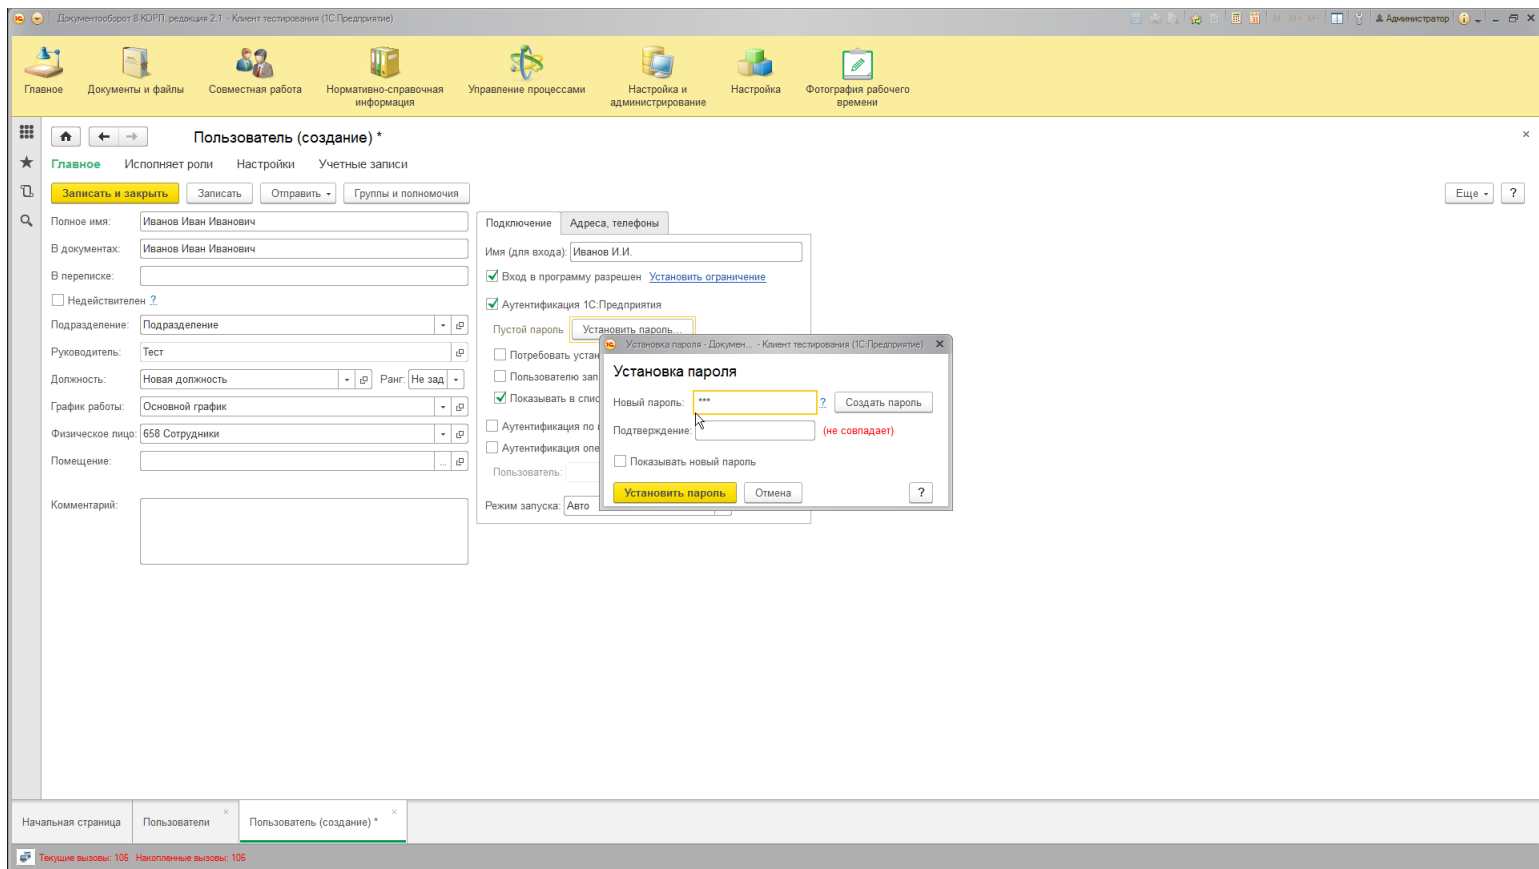 Документооборот 8 КОРП, редакция 2.1 - Клиент тестирования (1С:Предприятие)
M M+ M- Администратор
Главное Документы и файлы Совместная работа Нормативно-справочная информация Управление процессами Настройка и администрирование Настройка Фотография рабочего времени
Пользователь (создание) *
Главное Исполняет роли Настройки Учетные записи
Записать и закрыть Записать Отправить Группы и полномочия Еще ?
Полное имя: Иванов Иван Иванович
В документах: Иванов Иван Иванович
В переписке:
Недействителен ?
Подразделение: Подразделение
Руководитель: Тест
Должность: Новая должность Ранг: Не зад
График работы: Основной график
Физическое лицо: 658 Сотрудники
Помещение: ...
Комментарий:
Подключение Адреса, телефоны
Имя (для входа): Иванов И.И.
Вход в программу разрешен Установить ограничение
Аутентификация 1С:Предприятия
Пустой пароль Установить пароль...
Потребовать устан
Пользователю зап
Показывать в спис
Аутентификация по
Аутентификация опе
Пользователь:
Режим запуска: Авто
Установка пароля - Докумен... - Клиент тестирования (1С:Предприятие)
Установка пароля
Новый пароль: *** ? Создать пароль
Подтверждение: (не совпадает)
Показывать новый пароль
Установить пароль Отмена ?
Начальная страница Пользователи Пользователь (создание) *
Текущие вызовы: 106 Накопленные вызовы: 106